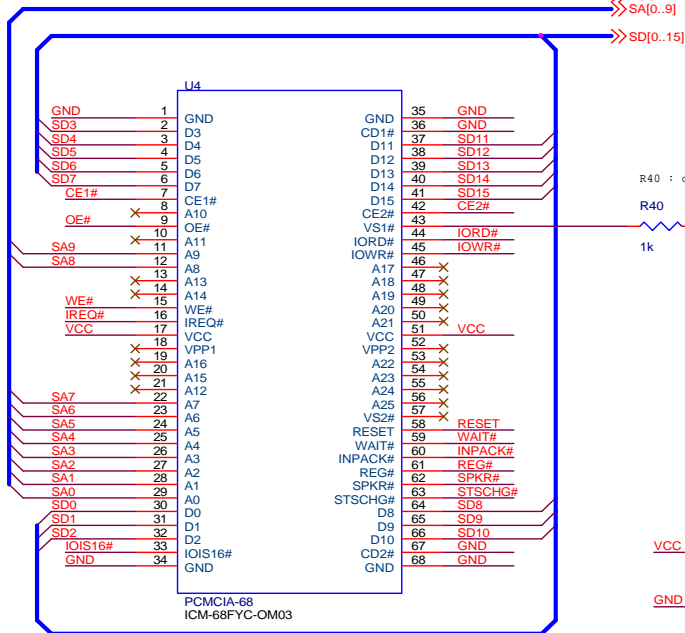 SA[0..9]
SD[0..15]
U4
GND 1 GND GND 35 GND
SD3 2 D3 CD1# 36 GND
SD4 3 D4 D11 37 SD11
SD5 4 D5 D12 38 SD12
SD6 5 D6 D13 39 SD13
SD7 6 D7 D14 40 SD14
CE1# 7 CE1# D15 41 SD15
8 A10 CE2# 42 CE2#
OE# 9 OE# VS1# 43
10 A11 IORD# 44 IORD#
SA9 11 A9 IOWR# 45 IOWR#
SA8 12 A8 A17 46
13 A13 A18 47
14 A14 A19 48
WE# 15 WE# A20 49
IREQ# 16 IREQ# A21 50
VCC 17 VCC VCC 51 VCC
18 VPP1 VPP2 52
19 A16 A22 53
20 A15 A23 54
21 A12 A24 55
SA7 22 A7 A25 56
SA6 23 A6 VS2# 57
SA5 24 A5 RESET 58 RESET
SA4 25 A4 WAIT# 59 WAIT#
SA3 26 A3 INPACK# 60 INPACK#
SA2 27 A2 REG# 61 REG#
SA1 28 A1 SPKR# 62 SPKR#
SA0 29 A0 STSCHG# 63 STSCHG#
SD0 30 D0 D8 64 SD8
SD1 31 D1 D9 65 SD9
SD2 32 D2 D10 66 SD10
IOIS16# 33 IOIS16# CD2# 67 GND
GND 34 GND GND 68 GND
PCMCIA-68
ICM-68FYC-OM03
R40 :
R40
1k
VCC
GND